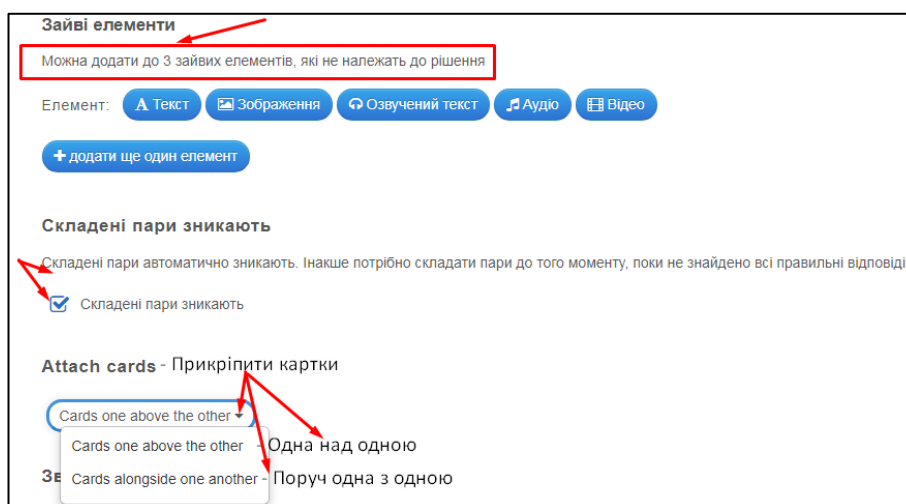 Зайві елементи
Можна додати до 3 зайвих елементів, які не належать до рішення
Елемент: Текст Зображення Озвучений текст Аудіо Відео
+ додати ще один елемент
Складені пари зникають
Складені пари автоматично зникають. Інакше потрібно складати пари до того моменту, поки не знайдено всі правильні відповіді
Складені пари зникають
Attach cards - Прикріпити картки
Cards one above the other
Cards one above the other - Одна над одною
Cards alongside one another - Поруч одна з одною